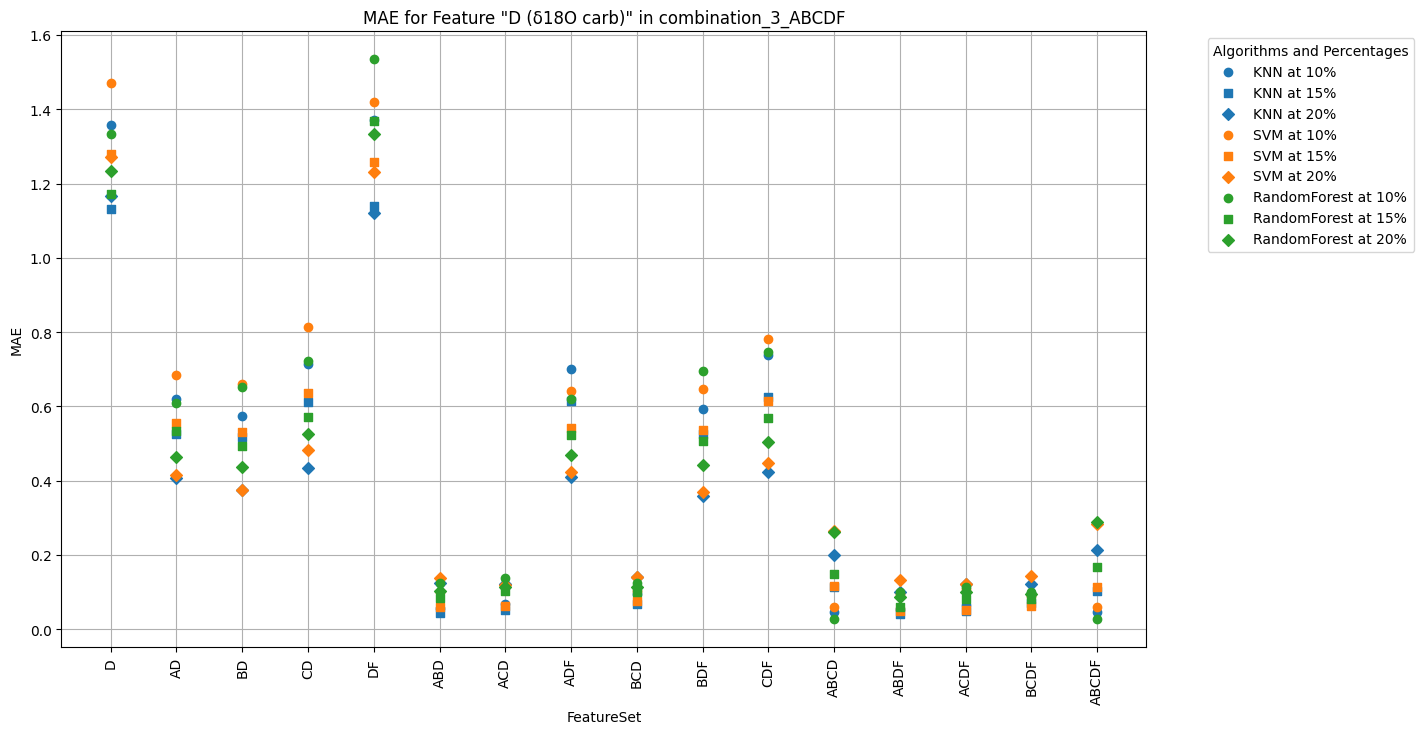 MAE for Feature "D (δ18O carb)" in combination_3_ABCDF
Algorithms and Percentages
KNN at 10%
KNN at 15%
KNN at 20%
SVM at 10%
SVM at 15%
SVM at 20%
RandomForest at 10%
RandomForest at 15%
RandomForest at 20%
MAE
1.6
1.4
1.2
1.0
0.8
0.6
0.4
0.2
0.0
D
AD
BD
CD
DF
ABD
ACD
ADF
BCD
BDF
CDF
ABCD
ABDF
ACDF
BCDF
ABCDF
FeatureSet